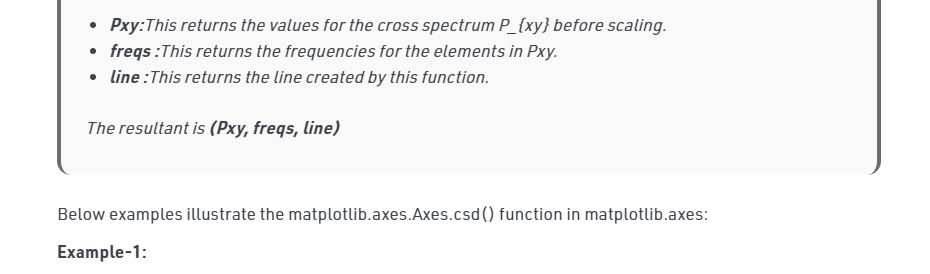 Pxy:This returns the values for the cross spectrum P_{xy} before scaling.
freqs :This returns the frequencies for the elements in Pxy.
line :This returns the line created by this function.
The resultant is (Pxy, freqs, line)
Below examples illustrate the matplotlib.axes.Axes.csd() function in matplotlib.axes:
Example-1: